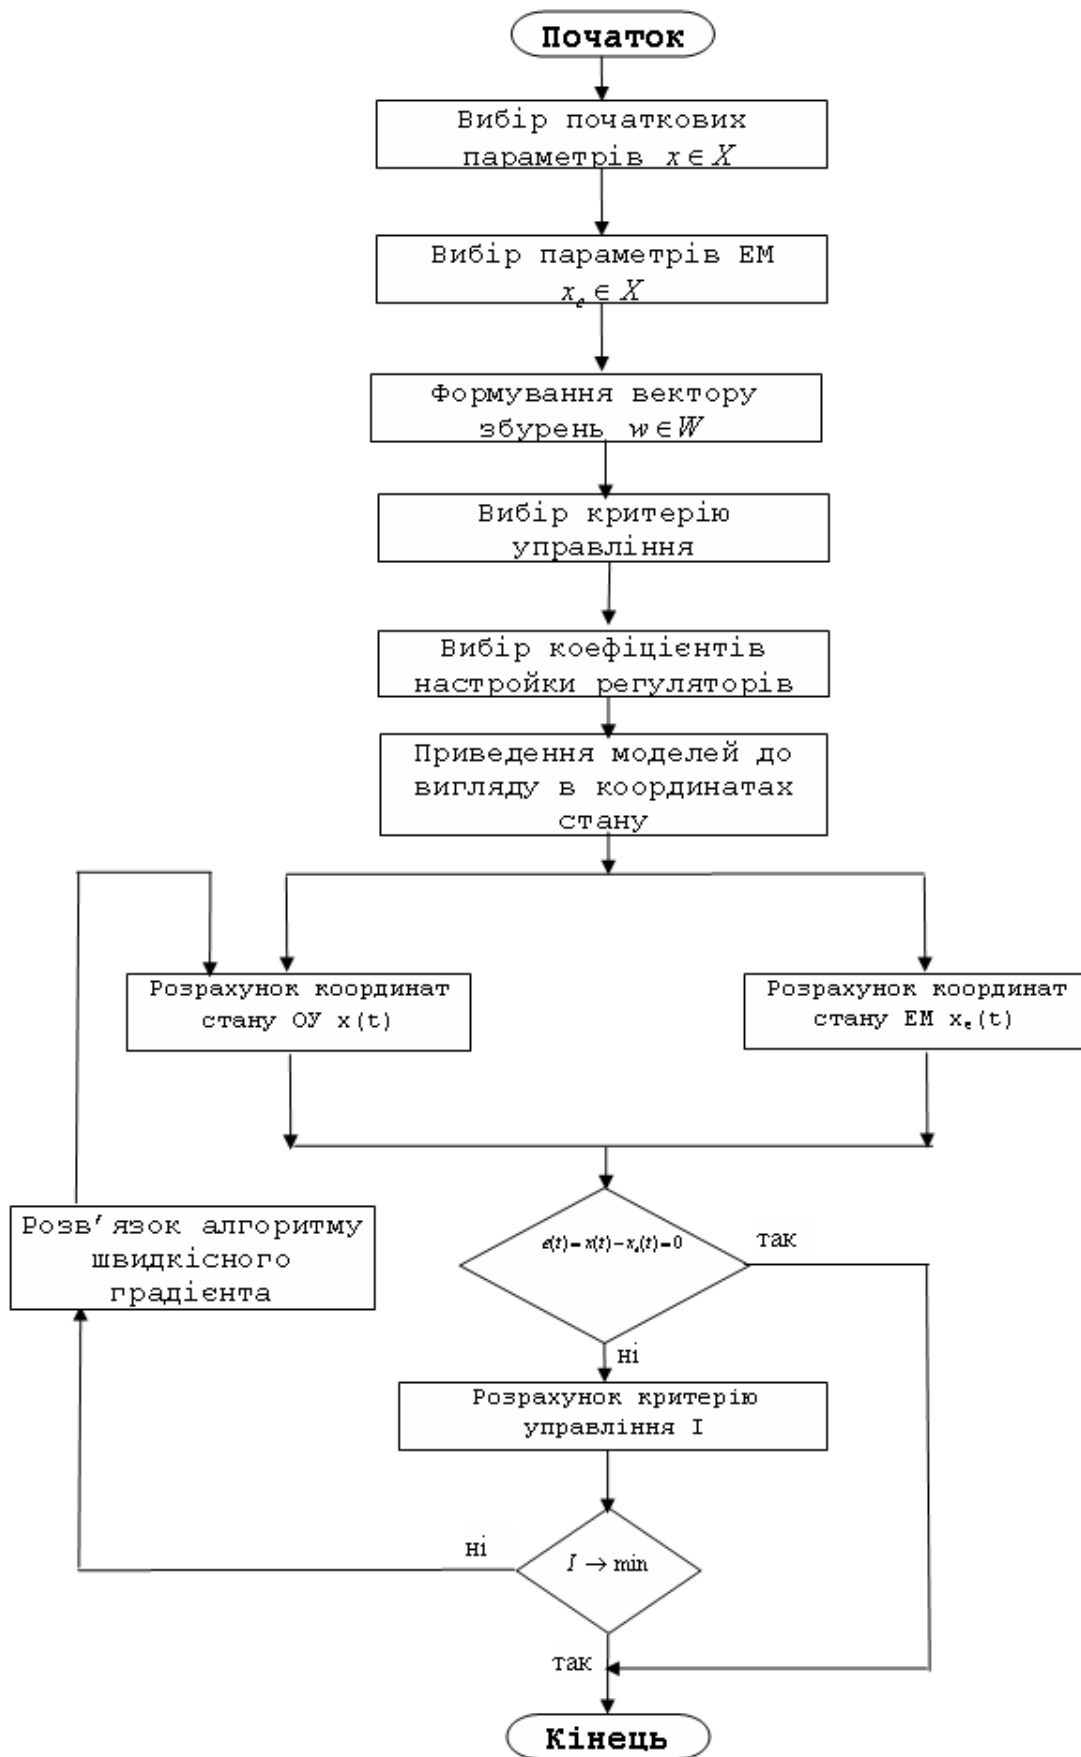 Початок
Вибір початкових
параметрів x ∈ X
Вибір параметрів ЕМ
xₑ ∈ X
Формування вектору
збурень w ∈ W
Вибір критерію
управління
Вибір коефіцієнтів
настройки регуляторів
Приведення моделей до
вигляду в координатах
стану
Розрахунок координат
стану ОУ x(t)
Розрахунок координат
стану ЕМ xₑ(t)
Розв'язок алгоритму
швидкісного
градієнта
e(t) = x(t) − xₑ(t) = 0
так
ні
Розрахунок критерію
управління I
ні
I → min
так
Кінець